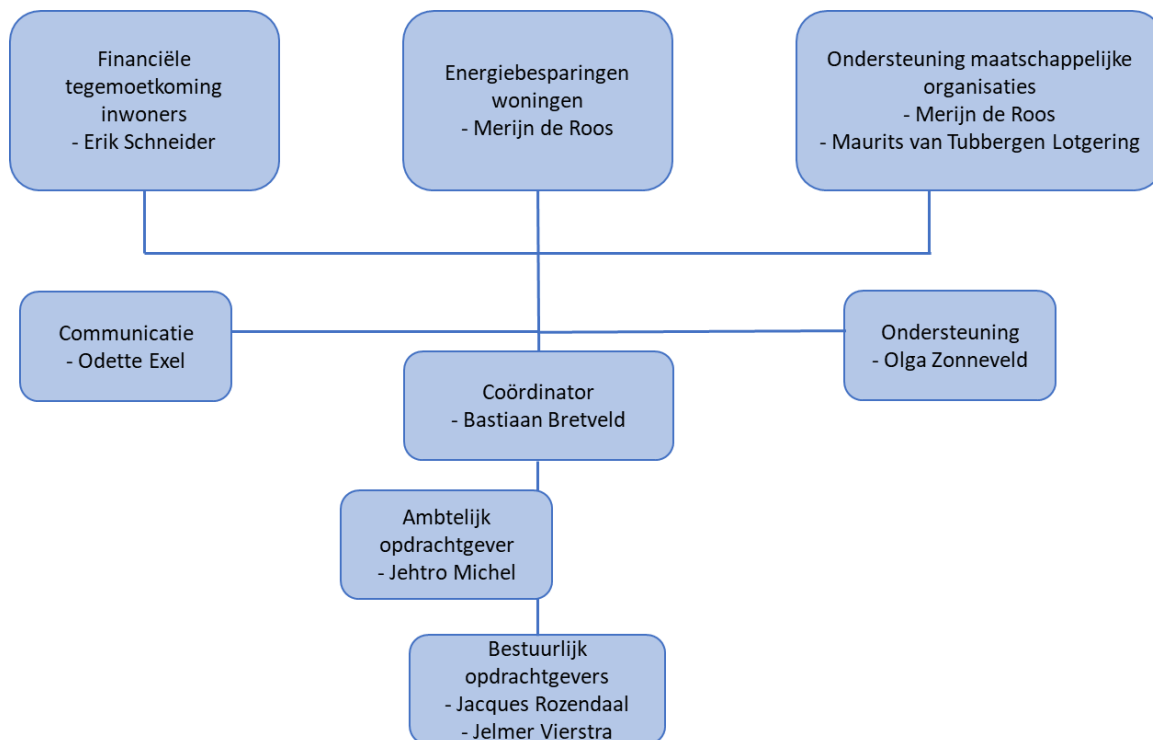 Financiële
tegemoetkoming
inwoners
- Erik Schneider
Energiebesparingen
woningen
- Merijn de Roos
Ondersteuning maatschappelijke
organisaties
- Merijn de Roos
- Maurits van Tubbergen Lotgering
Communicatie
- Odette Exel
Ondersteuning
- Olga Zonneveld
Coördinator
- Bastiaan Bretveld
Ambtelijk
opdrachtgever
- Jehtro Michel
Bestuurlijk
opdrachtgevers
- Jacques Rozendaal
- Jelmer Vierstra